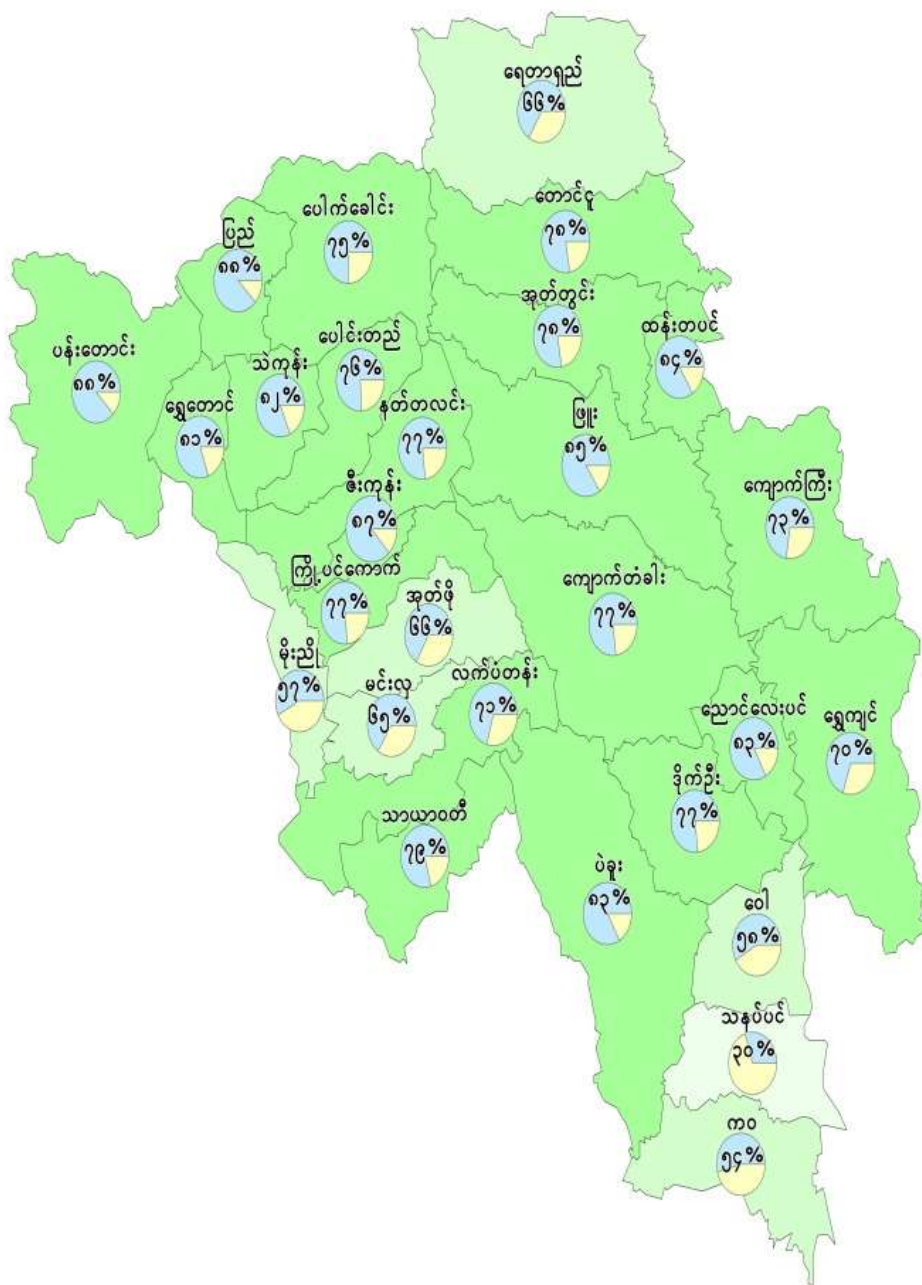 ရေတာရှည်
၆၆%
တောင်ငူ
၇၈%
ပေါက်ခေါင်း
၇၅%
ပြည်
၈၈%
အုတ်တွင်း
၇၈%
ထန်းတပင်
၈၄%
ပန်းတောင်း
၈၈%
ပေါင်းတည်
၇၆%
သဲကုန်း
၈၂%
ရွှေတောင်
၈၁%
နတ်တလင်း
၇၇%
ဖြူး
၈၅%
ကျောက်ကြီး
၇၃%
ဇီးကုန်း
၈၇%
ကြို့ပင်ကောက်
၇၇%
အုတ်ဖို
၆၆%
ကျောက်တံခါး
၇၇%
မိုးညို
၅၇%
မင်းလှ
၆၅%
လက်ပံတန်း
၇၁%
ညောင်လေးပင်
၈၃%
ရွှေကျင်
၇၀%
ဒိုက်ဦး
၇၇%
သာယာဝတီ
၇၉%
ပဲခူး
၈၃%
ဝေါ
၅၈%
သနပ်ပင်
၃၀%
ကဝ
၅၄%